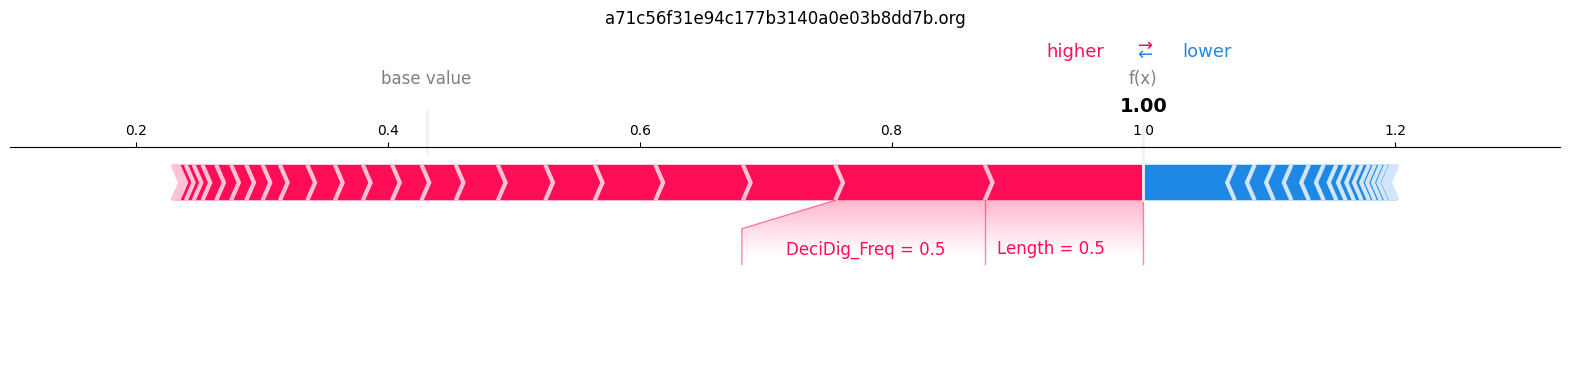 a71c56f31e94c177b3140a0e03b8dd7b.org
higher ⇄ lower
base value f(x)
1.00
0.2 0.4 0.6 0.8 1.0 1.2
DeciDig_Freq = 0.5 Length = 0.5